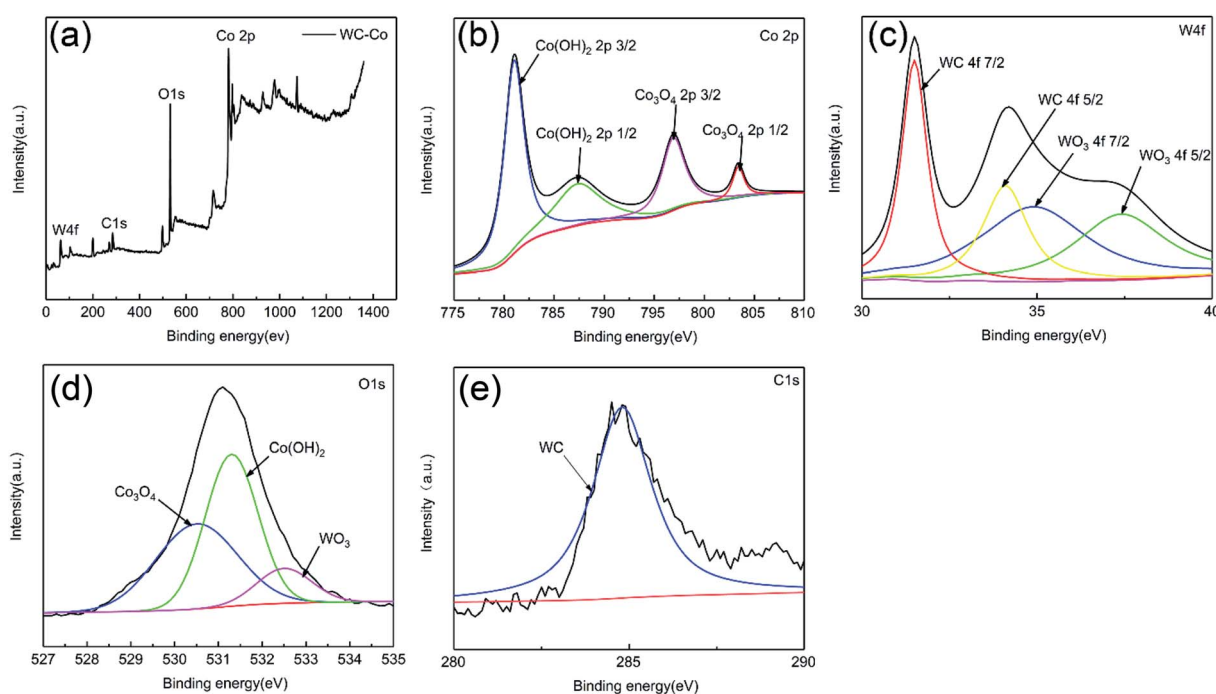 (a)
WC-Co
Co 2p
O1s
W4f
C1s
Intensity(a.u.)
0 200 400 600 800 1000 1200 1400
Binding energy(ev)
(b)
Co 2p
Co(OH)₂ 2p 3/2
Co(OH)₂ 2p 1/2
Co₃O₄ 2p 3/2
Co₃O₄ 2p 1/2
Intensity(a.u.)
775 780 785 790 795 800 805 810
Binding energy(eV)
(c)
W4f
WC 4f 7/2
WC 4f 5/2
WO₃ 4f 7/2
WO₃ 4f 5/2
Intensity(a.u.)
30 35 40
Binding energy(eV)
(d)
O1s
Co(OH)₂
Co₃O₄
WO₃
Intensity(a.u.)
527 528 529 530 531 532 533 534 535
Binding energy(eV)
(e)
C1s
WC
Intensity (a.u.)
280 285 290
Binding energy(eV)